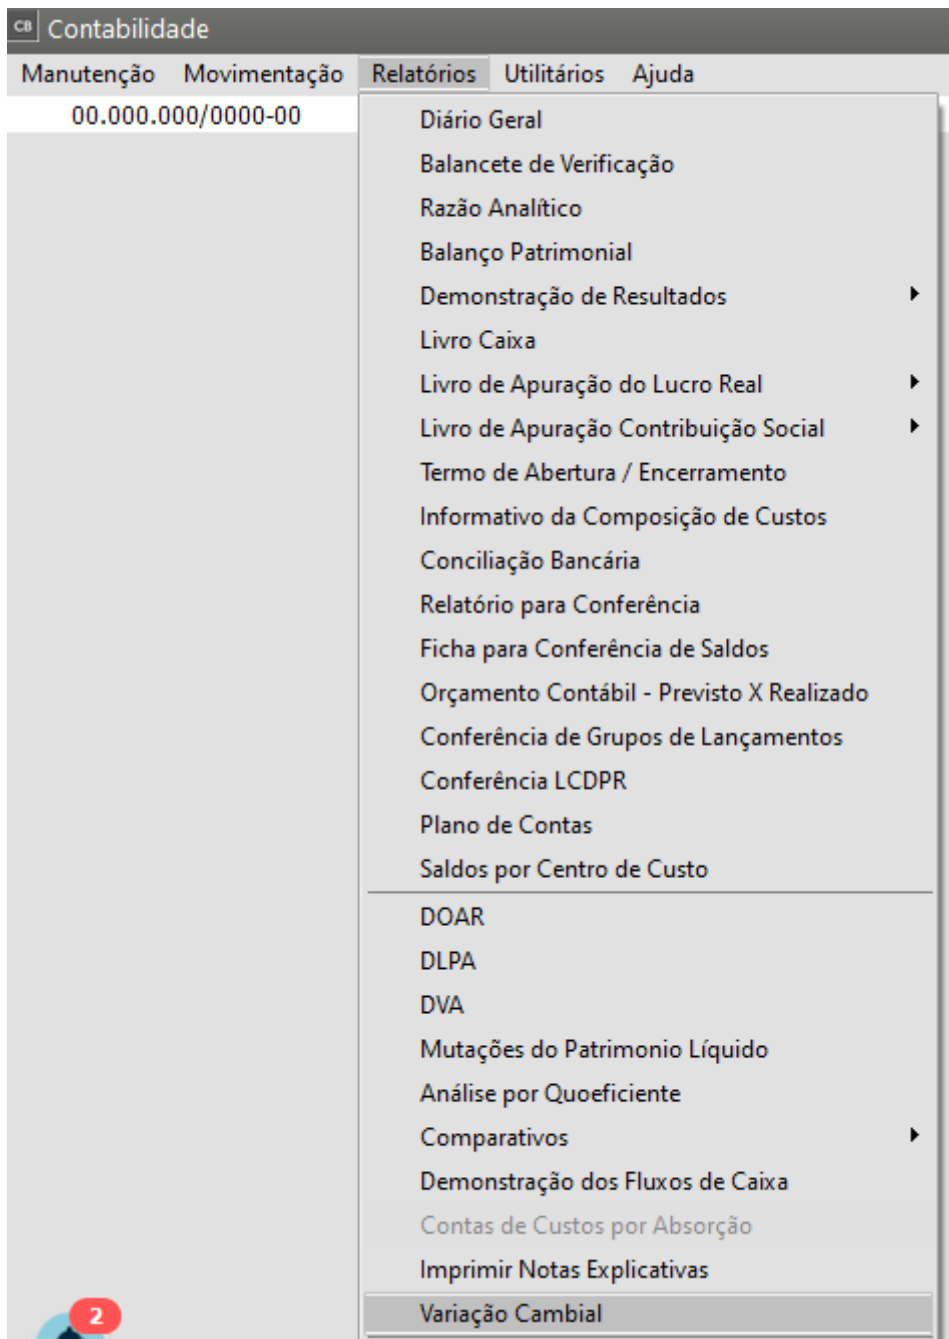 CB Contabilidade
Manutenção Movimentação Relatórios Utilitários Ajuda
00.000.000/0000-00
Diário Geral
Balancete de Verificação
Razão Analítico
Balanço Patrimonial
Demonstração de Resultados
Livro Caixa
Livro de Apuração do Lucro Real
Livro de Apuração Contribuição Social
Termo de Abertura / Encerramento
Informativo da Composição de Custos
Conciliação Bancária
Relatório para Conferência
Ficha para Conferência de Saldos
Orçamento Contábil - Previsto X Realizado
Conferência de Grupos de Lançamentos
Conferência LCDPR
Plano de Contas
Saldos por Centro de Custo
DOAR
DLPA
DVA
Mutações do Patrimonio Líquido
Análise por Quoeficiente
Comparativos
Demonstração dos Fluxos de Caixa
Contas de Custos por Absorção
Imprimir Notas Explicativas
Variação Cambial
2